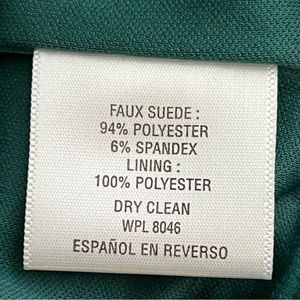 FAUX SUEDE :
94% POLYESTER
6% SPANDEX
LINING :
100% POLYESTER
DRY CLEAN
WPL 8046
ESPAÑOL EN REVERSO